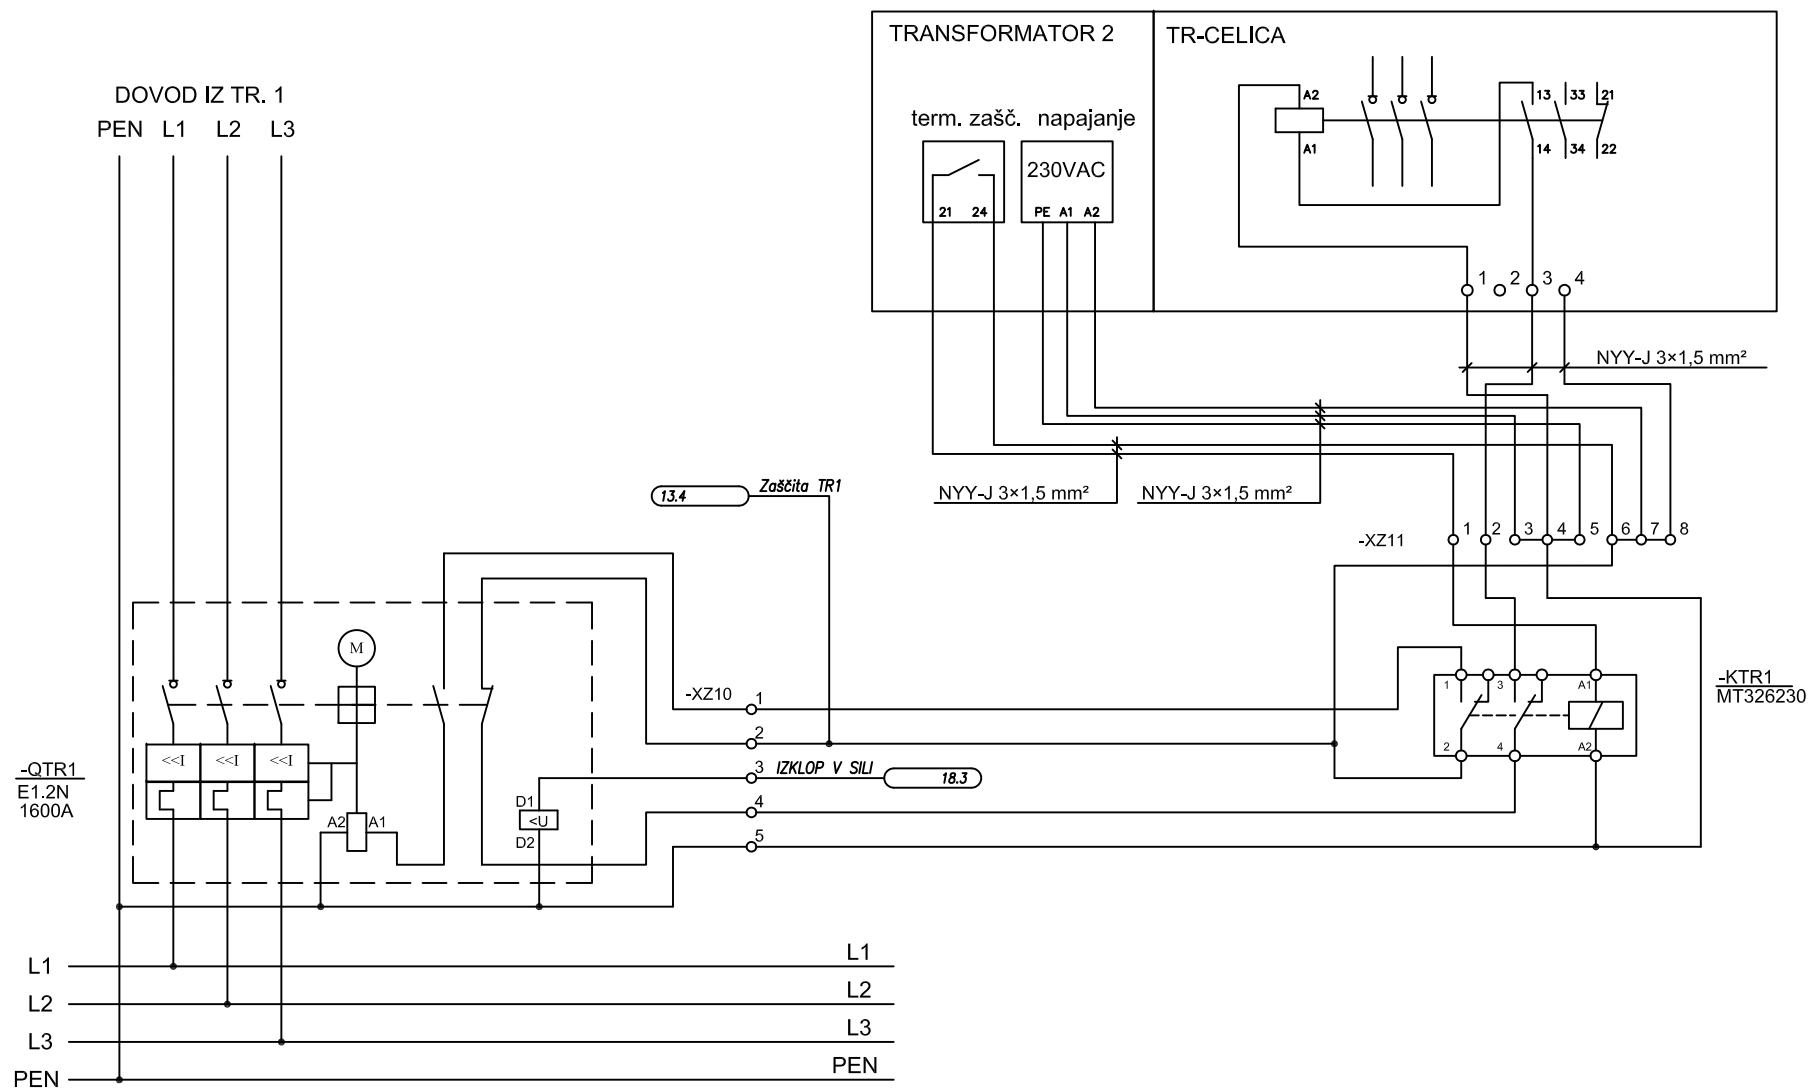 TRANSFORMATOR 2
TR-CELICA
DOVOD IZ TR. 1
PEN L1 L2 L3
term. zašč. napajanje
230VAC
21 24
PE A1 A2
A2
A1
13 33 21
14 34 22
1 2 3 4
NYY-J 3×1,5 mm²
NYY-J 3×1,5 mm²
NYY-J 3×1,5 mm²
13.4
Zaščita TR1
-XZ11
1 2 3 4 5 6 7 8
M
-XZ10
1
2
3 IZKLOP V SILI
18.3
4
5
1 3 A1
2 4 A2
-KTR1
MT326230
-QTR1
E1.2N
1600A
<<I <<I <<I
A2 A1
D1
<U
D2
L1 L1
L2 L2
L3 L3
PEN PEN